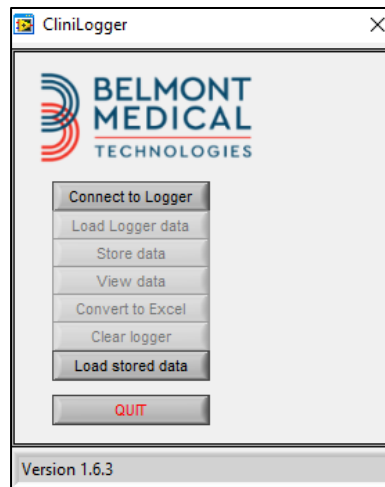 CliniLogger
BELMONT
MEDICAL
TECHNOLOGIES
Connect to Logger
Load Logger data
Store data
View data
Convert to Excel
Clear logger
Load stored data
QUIT
Version 1.6.3